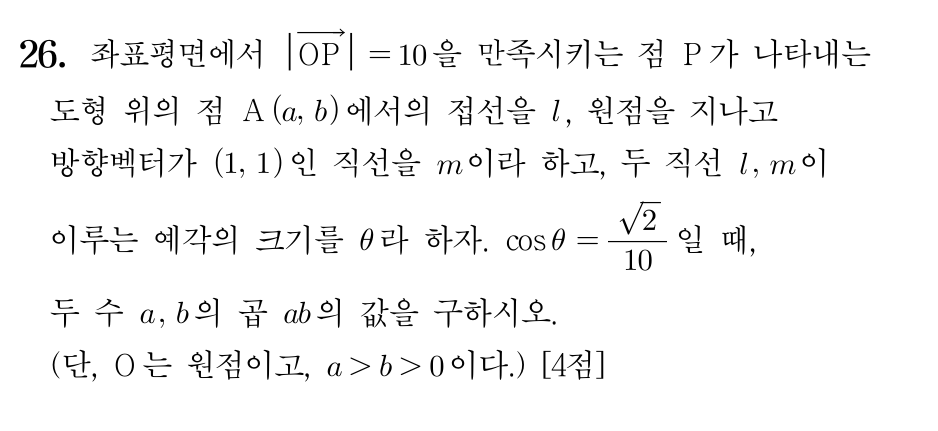 26. 좌표평면에서 $|\overrightarrow{\mathrm{OP}}|=10$을 만족시키는 점 P가 나타내는
도형 위의 점 A$(a, b)$에서의 접선을 $l$, 원점을 지나고
방향벡터가 $(1, 1)$인 직선을 $m$이라 하고, 두 직선 $l, m$이
이루는 예각의 크기를 $\theta$라 하자. $\cos\theta=\frac{\sqrt{2}}{10}$일 때,
두 수 $a, b$의 곱 $ab$의 값을 구하시오.
(단, O는 원점이고, $a>b>0$이다.) [4점]